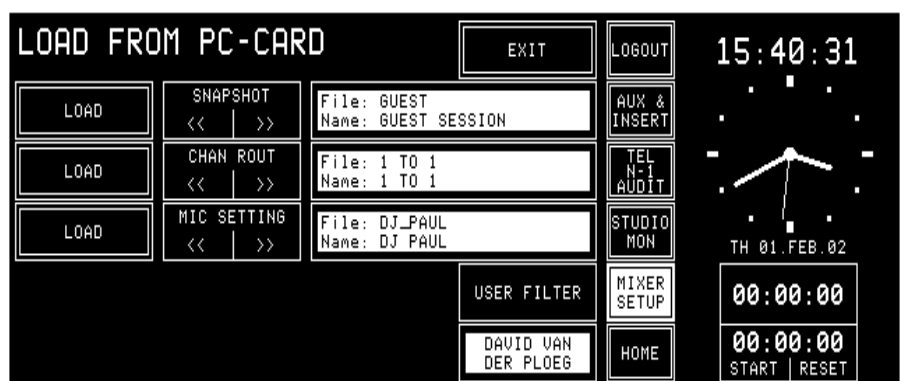 LOAD FROM PC-CARD
EXIT
LOGOUT
15:40:31
LOAD
SNAPSHOT
<< >>
File: GUEST
Name: GUEST SESSION
AUX &
INSERT
LOAD
CHAN ROUT
<< >>
File: 1 TO 1
Name: 1 TO 1
TEL
N-1
AUDIT
LOAD
MIC SETTING
<< >>
File: DJ_PAUL
Name: DJ PAUL
STUDIO
MON
TH 01.FEB.02
USER FILTER
MIXER
SETUP
00:00:00
DAVID VAN
DER PLOEG
HOME
00:00:00
START RESET